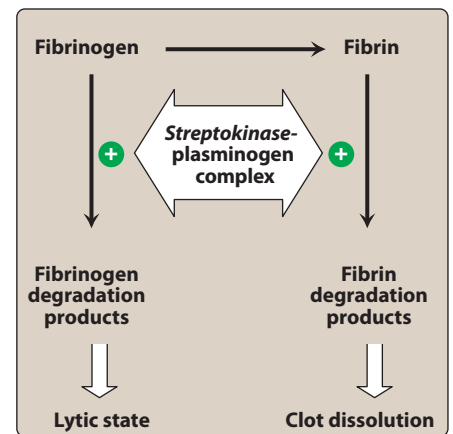 Fibrinogen
Fibrin
+
Streptokinase-
plasminogen
complex
+
Fibrinogen
degradation
products
Fibrin
degradation
products
Lytic state
Clot dissolution